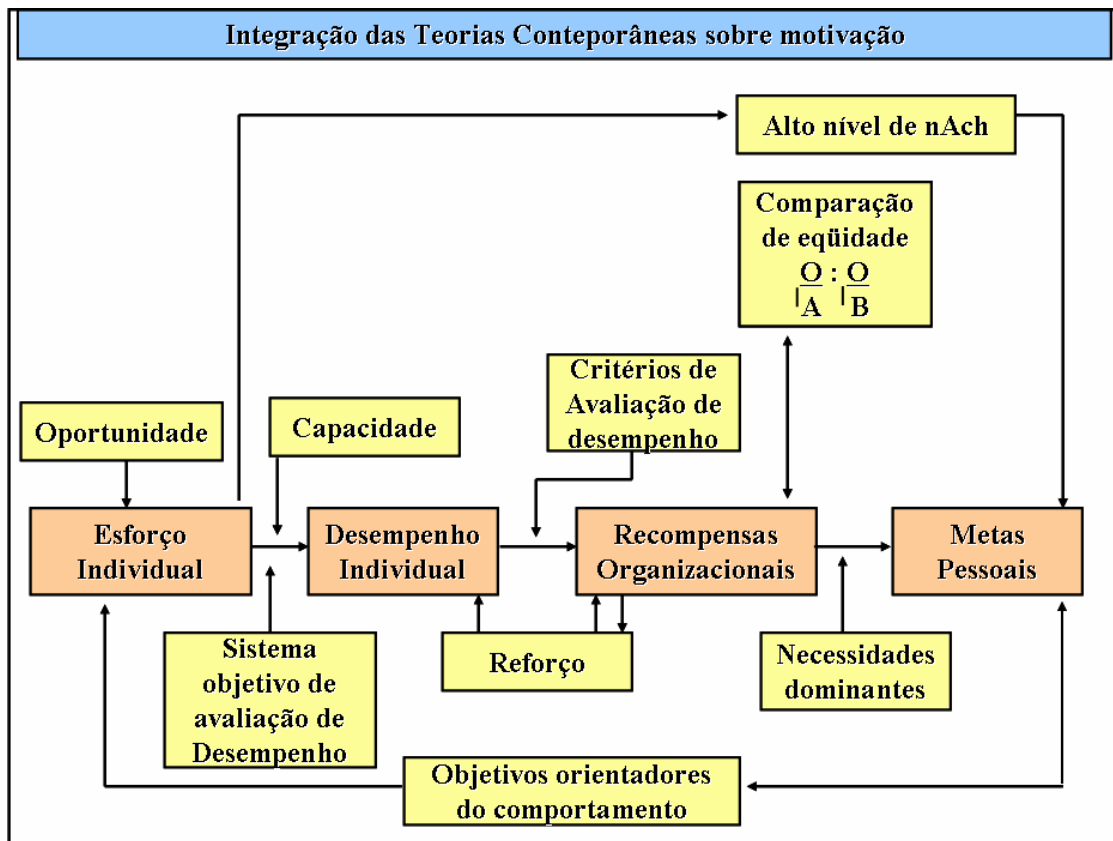 Integração das Teorias Conteporâneas sobre motivação
Alto nível de nAch
Comparação
de eqüidade
O : O
|A |B
Critérios de
Avaliação de
desempenho
Oportunidade
Capacidade
Esforço
Individual
Desempenho
Individual
Recompensas
Organizacionais
Metas
Pessoais
Sistema
objetivo de
avaliação de
Desempenho
Reforço
Necessidades
dominantes
Objetivos orientadores
do comportamento